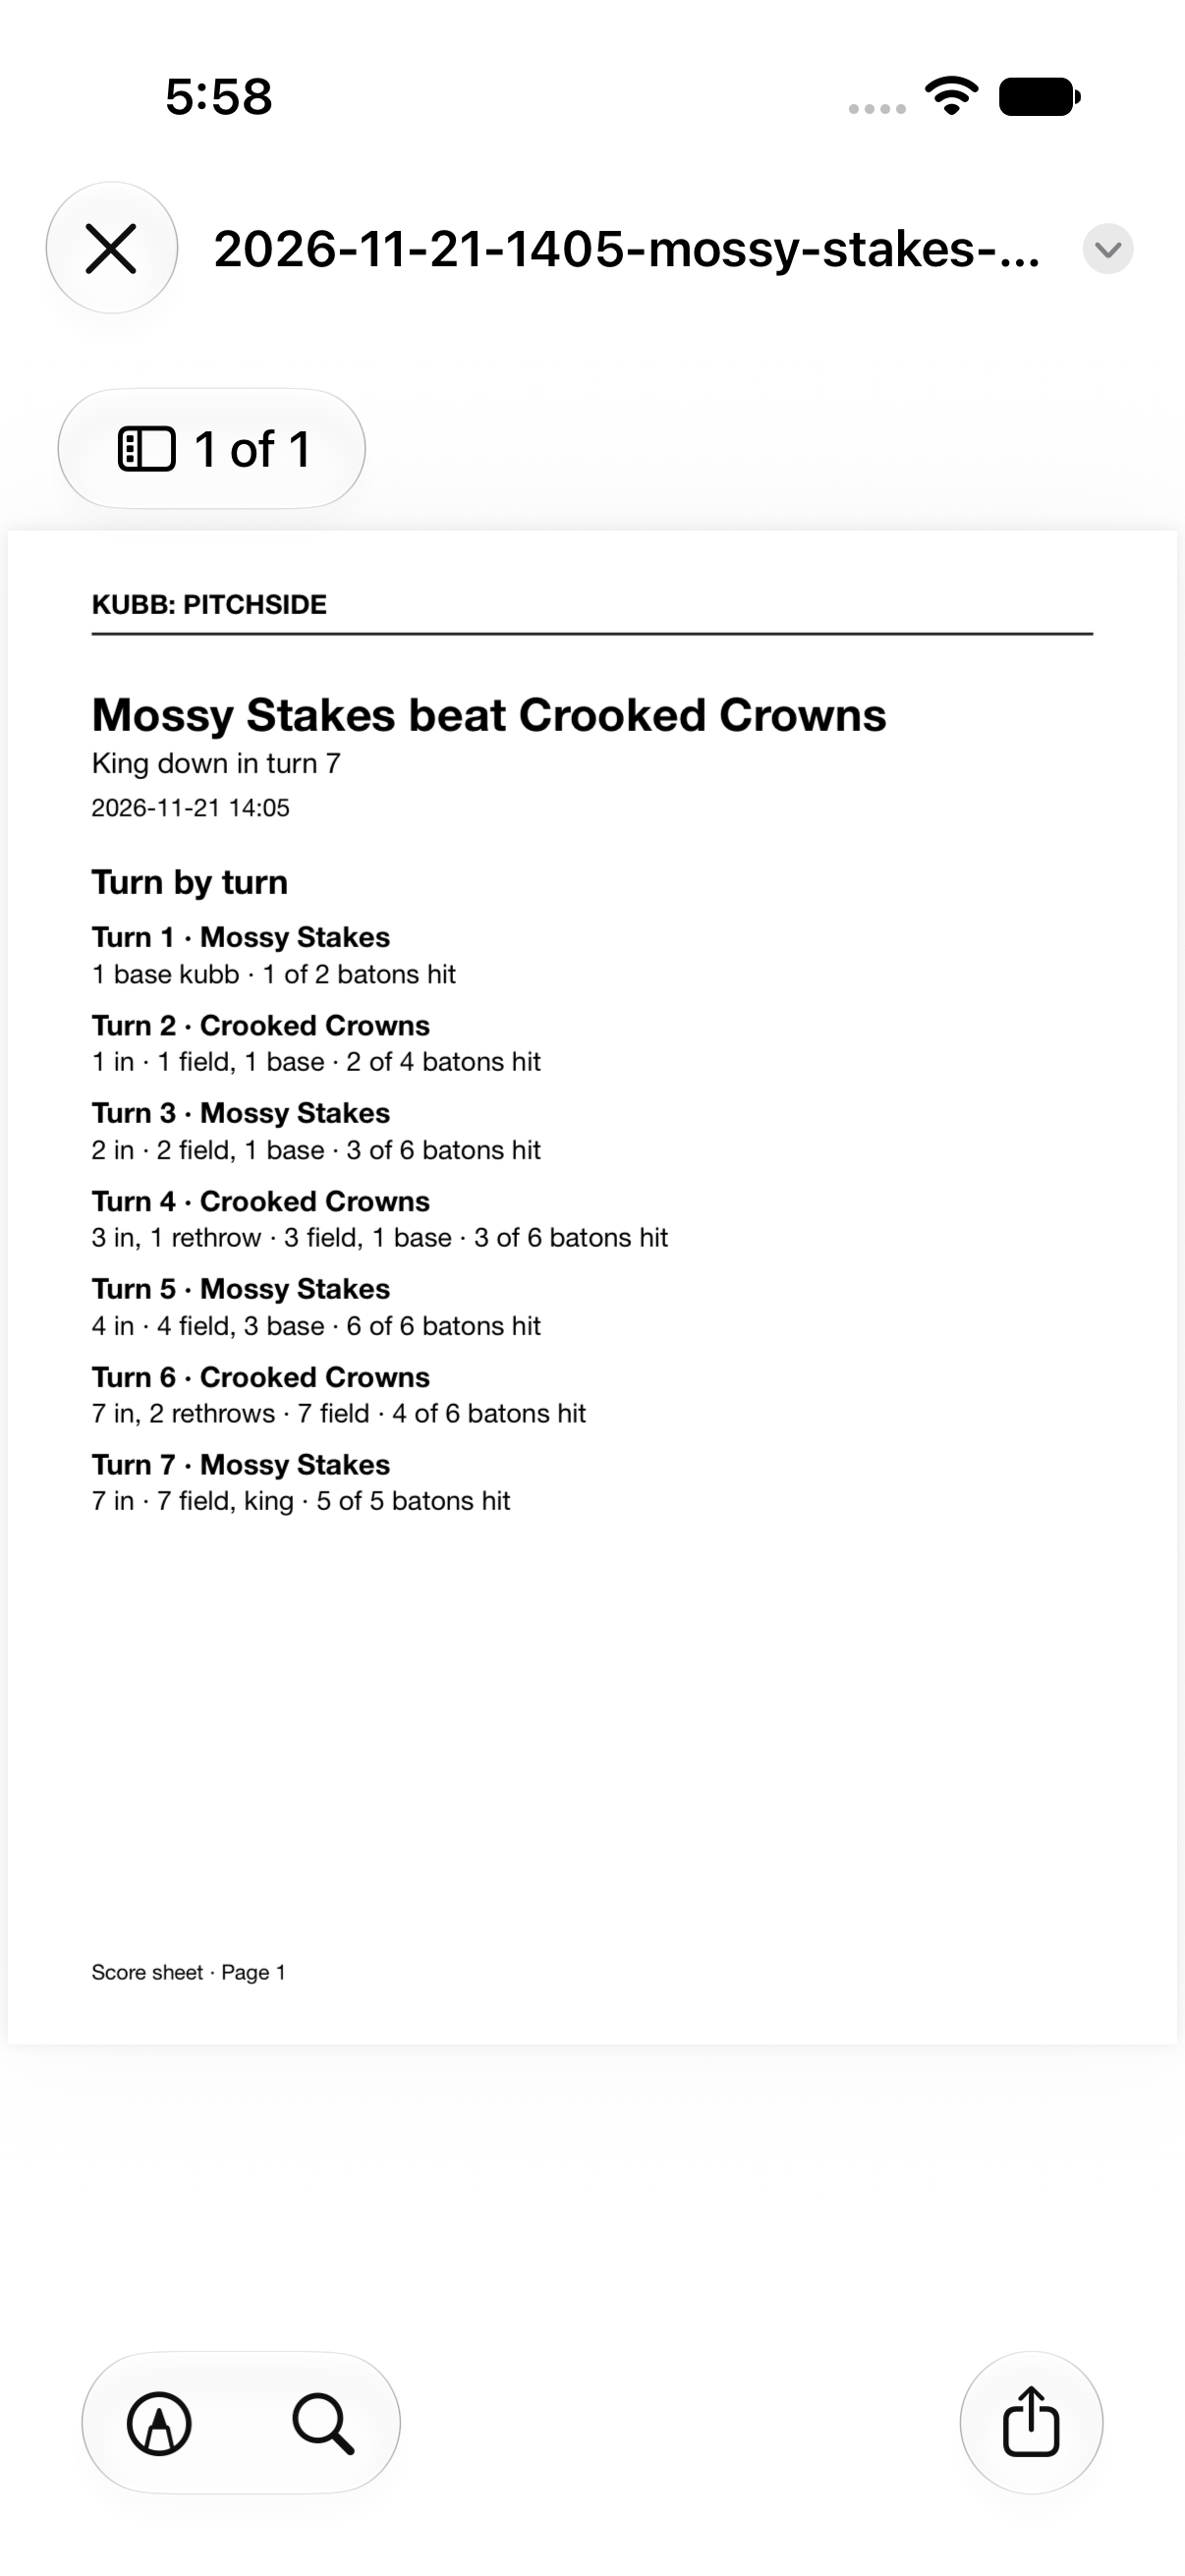 5:58
2026-11-21-1405-mossy-stakes-...
1 of 1
KUBB: PITCHSIDE
Mossy Stakes beat Crooked Crowns
King down in turn 7
2026-11-21 14:05
Turn by turn
Turn 1 · Mossy Stakes
1 base kubb · 1 of 2 batons hit
Turn 2 · Crooked Crowns
1 in · 1 field, 1 base · 2 of 4 batons hit
Turn 3 · Mossy Stakes
2 in · 2 field, 1 base · 3 of 6 batons hit
Turn 4 · Crooked Crowns
3 in, 1 rethrow · 3 field, 1 base · 3 of 6 batons hit
Turn 5 · Mossy Stakes
4 in · 4 field, 3 base · 6 of 6 batons hit
Turn 6 · Crooked Crowns
7 in, 2 rethrows · 7 field · 4 of 6 batons hit
Turn 7 · Mossy Stakes
7 in · 7 field, king · 5 of 5 batons hit
Score sheet · Page 1